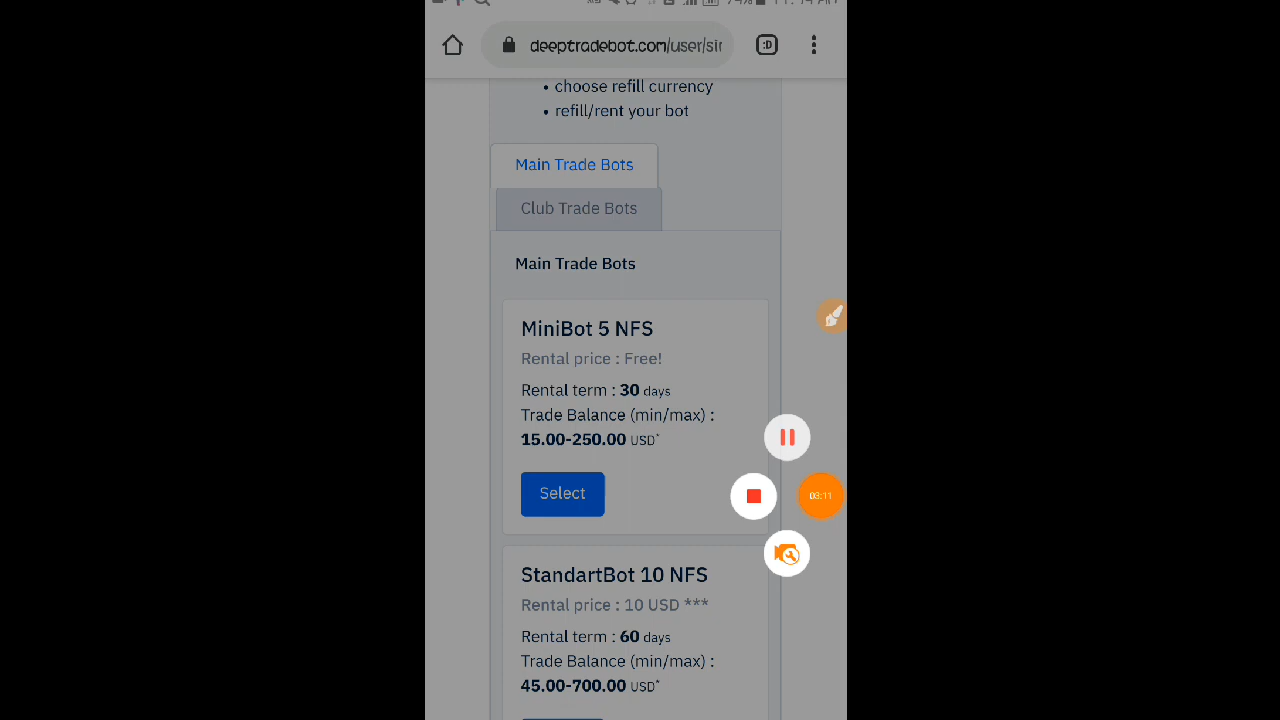 :D
deeptradebot.com/user/sir
choose refill currency
refill/rent your bot
Main Trade Bots
Club Trade Bots
Main Trade Bots
MiniBot 5 NFS
Rental price : Free!
Rental term : 30 days
Trade Balance (min/max) :
15.00-250.00 USD*
Select
03:11
StandartBot 10 NFS
Rental price : 10 USD ***
Rental term : 60 days
Trade Balance (min/max) :
45.00-700.00 USD*